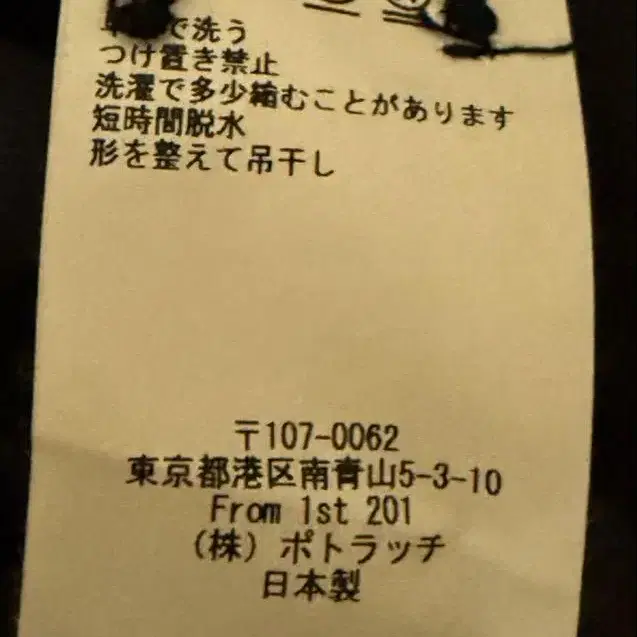 で洗う
つけ置き禁止
洗濯で多少縮むことがあります
短時間脱水
形を整えて吊干し
〒107-0062
東京都港区南青山5-3-10
From 1st 201
(株) ポトラッチ
日本製